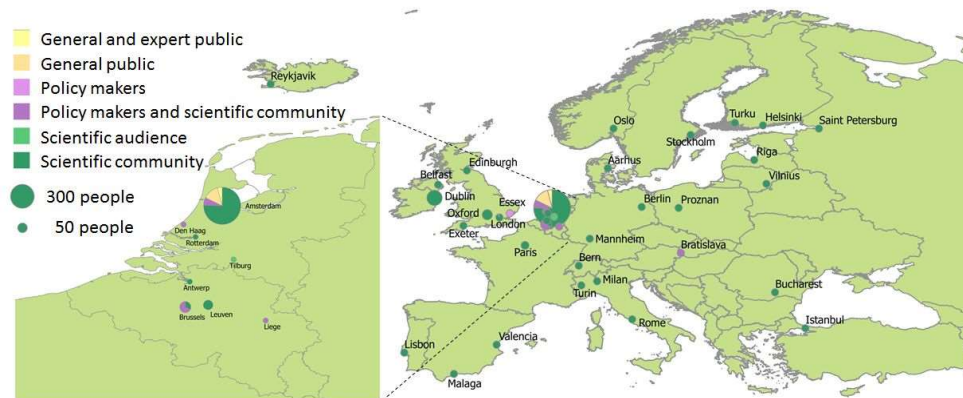 General and expert public
General public
Policy makers
Policy makers and scientific community
Scientific audience
Scientific community
300 people
50 people
Amsterdam
Den Haag
Rotterdam
Tilburg
Antwerp
Brussels
Leuven
Liege
Reykjavik
Oslo
Turku
Helsinki
Saint Petersburg
Stockholm
Edinburgh
Aarhus
Riga
Belfast
Vilnius
Dublin
Essex
Berlin
Proznan
Oxford
London
Exeter
Mannheim
Paris
Bratislava
Bern
Milan
Turin
Bucharest
Rome
Istanbul
Lisbon
Valencia
Malaga